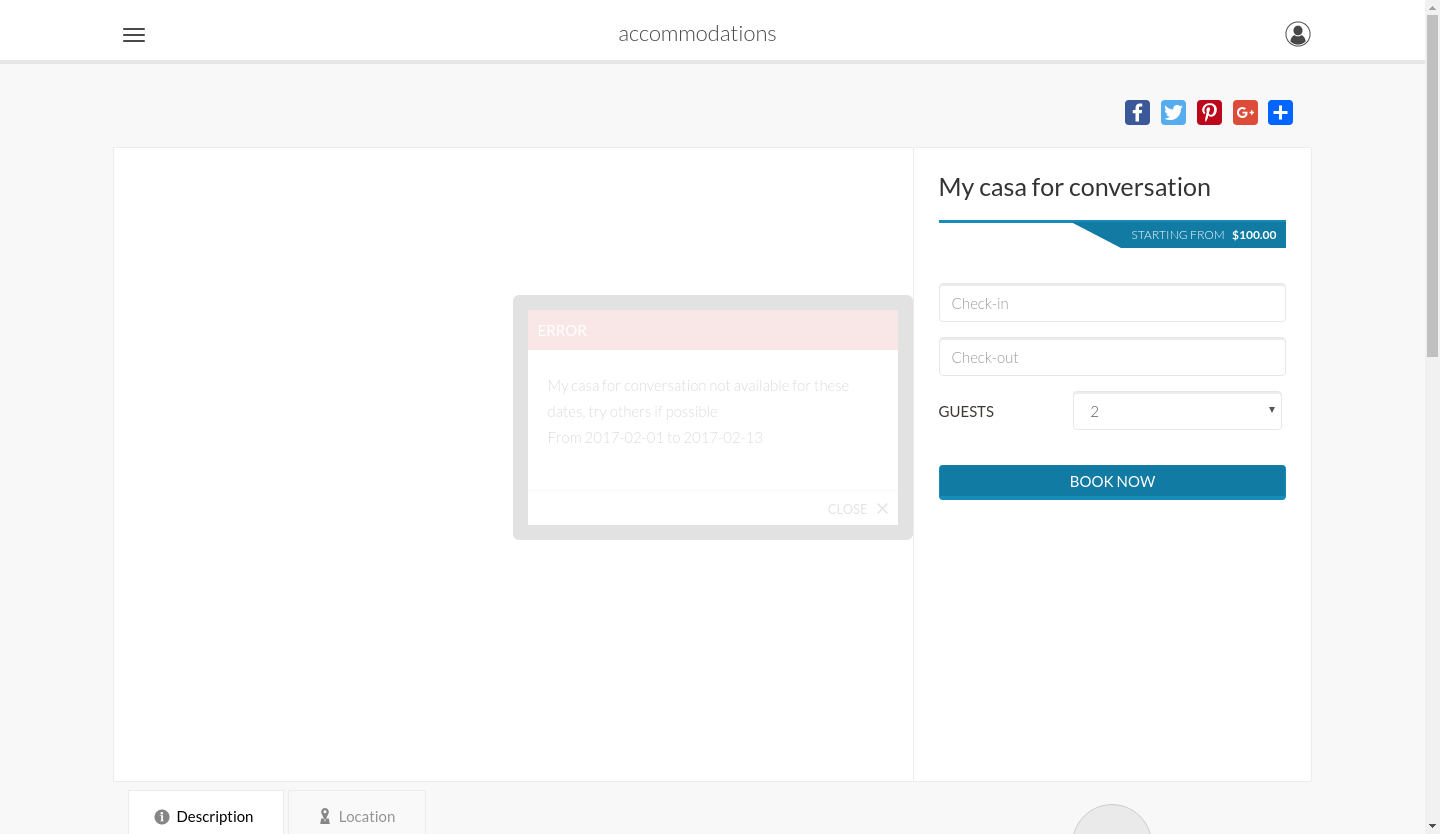 accommodations
My casa for conversation
STARTING FROM $100.00
Check-in
Check-out
GUESTS 2
BOOK NOW
ERROR
My casa for conversation not available for these
dates, try others if possible
From 2017-02-01 to 2017-02-13
CLOSE
Description
Location